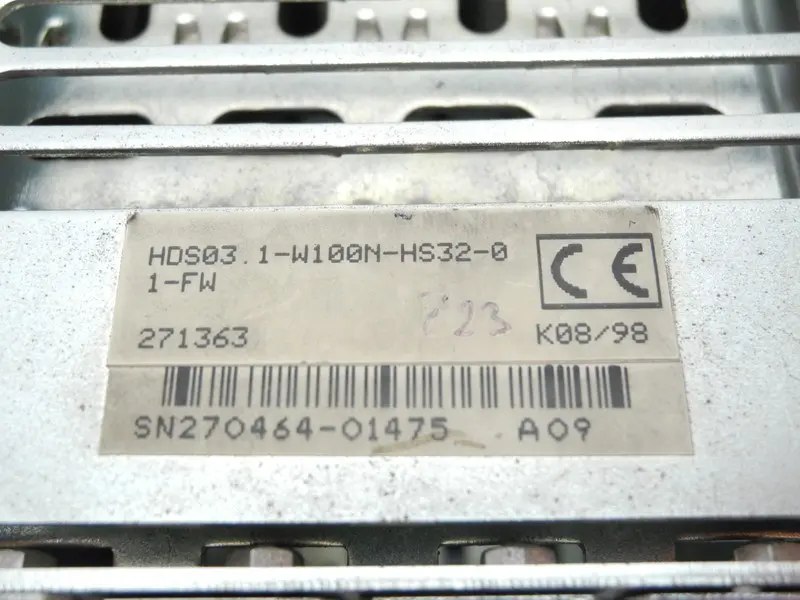 HDS03.1-W100N-HS32-0
1-FW
CE
271363
K08/98
SN270464-01475 A09